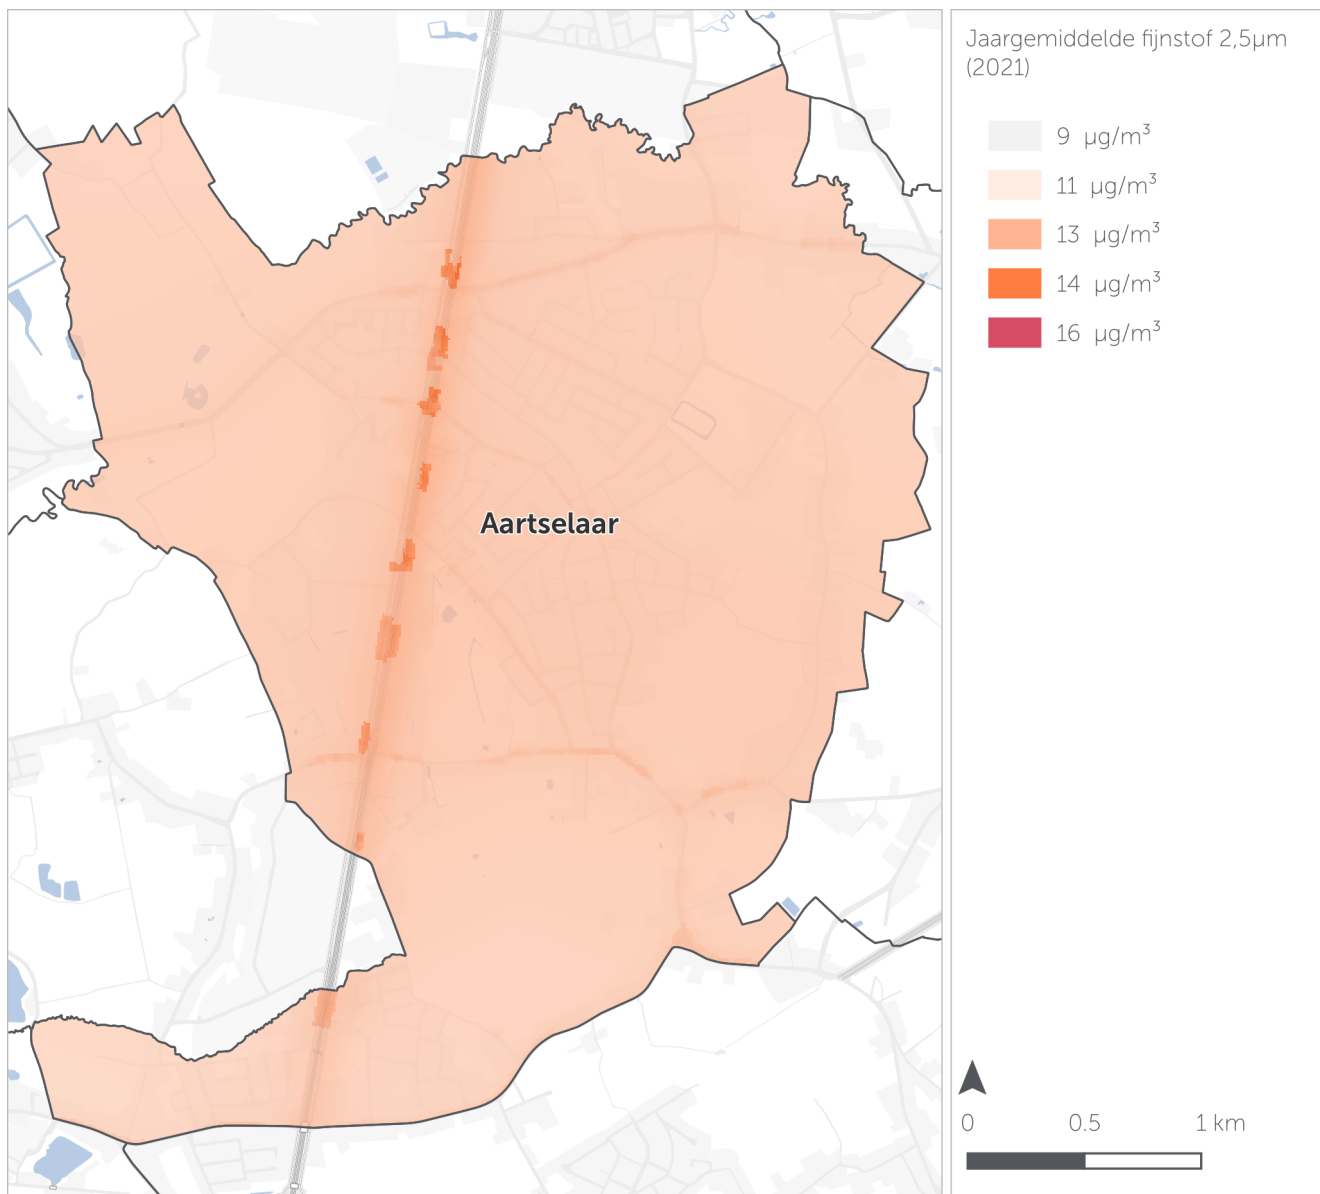 Jaargemiddelde fijnstof 2,5µm
(2021)
9 µg/m³
11 µg/m³
13 µg/m³
14 µg/m³
16 µg/m³
Aartselaar
0 0.5 1 km